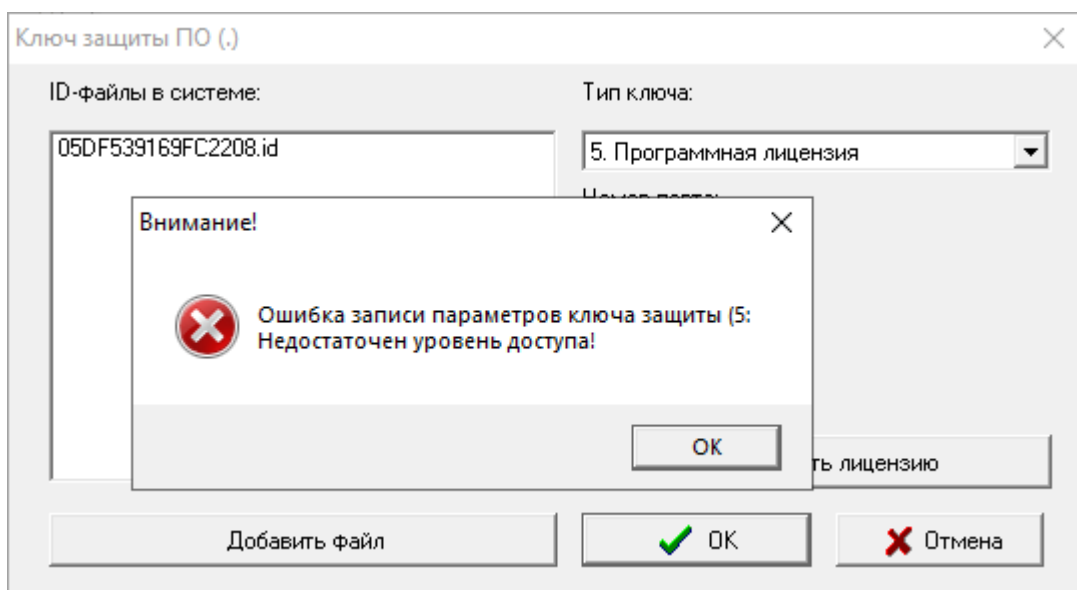 Ключ защиты ПО (.)
ID-файлы в системе:
Тип ключа:
05DF539169FC2208.id
5. Программная лицензия
Внимание!
Ошибка записи параметров ключа защиты (5:
Недостаточен уровень доступа!
OK
ть лицензию
Добавить файл
OK
Отмена